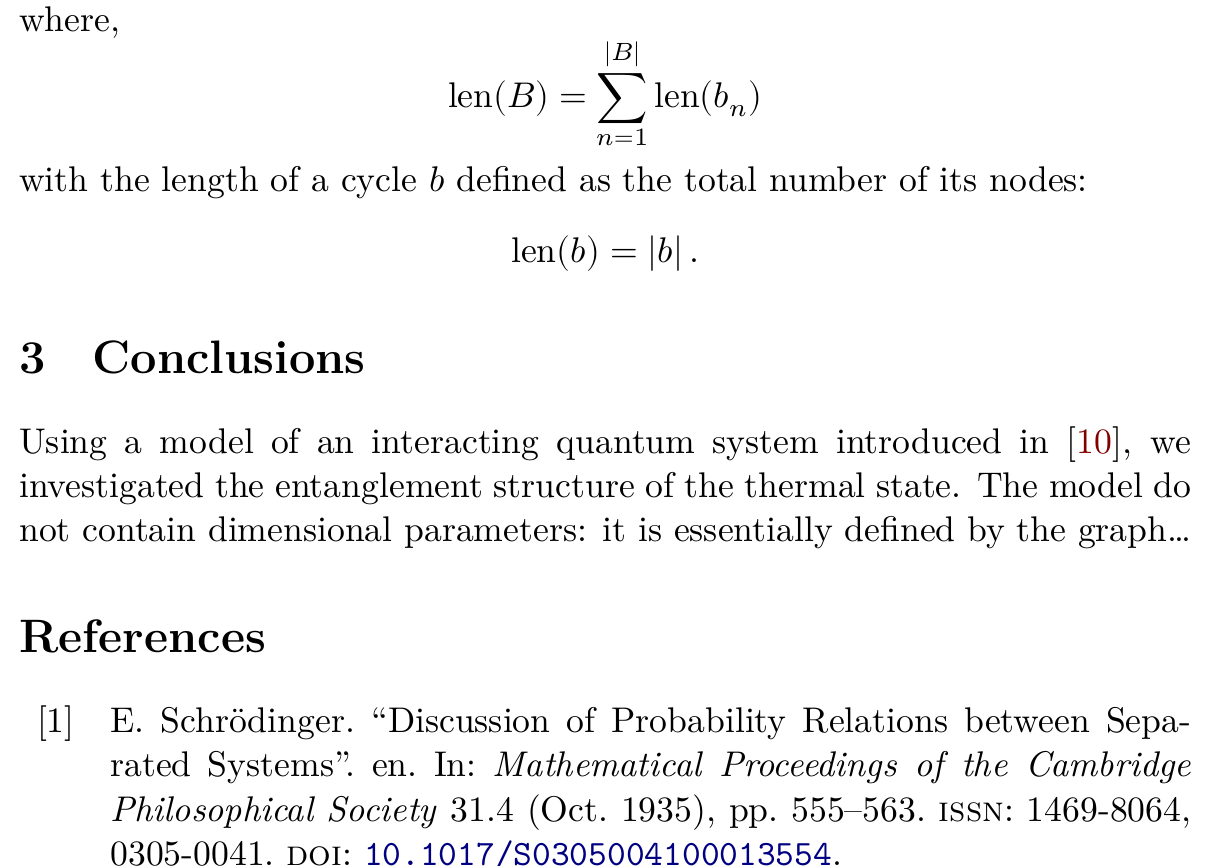 where,
len(B) = \sum_{n=1}^{|B|} len(b_n)
with the length of a cycle b defined as the total number of its nodes:
len(b) = |b| .
3 Conclusions
Using a model of an interacting quantum system introduced in [10], we
investigated the entanglement structure of the thermal state. The model do
not contain dimensional parameters: it is essentially defined by the graph…
References
[1] E. Schrödinger. “Discussion of Probability Relations between Sepa-
rated Systems”. en. In: Mathematical Proceedings of the Cambridge
Philosophical Society 31.4 (Oct. 1935), pp. 555–563. ISSN: 1469-8064,
0305-0041. DOI: 10.1017/S0305004100013554.